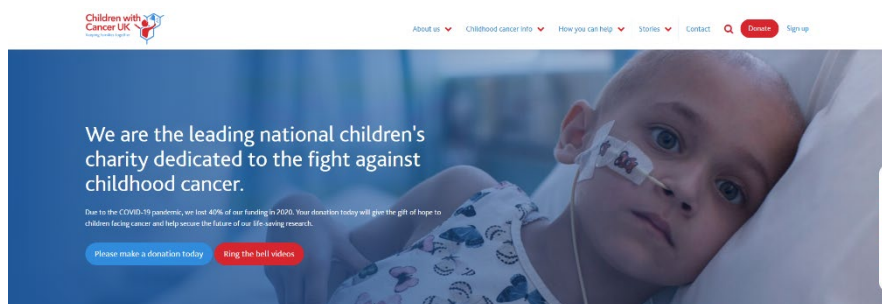 Children with
Cancer UK
Keeping families together
About us
Childhood cancer info
How you can help
Stories
Contact
Donate
Sign up
We are the leading national children's
charity dedicated to the fight against
childhood cancer.
Due to the COVID-19 pandemic, we lost 40% of our funding in 2020. Your donation today will give the gift of hope to
children facing cancer and help secure the future of our life-saving research.
Please make a donation today
Ring the bell videos